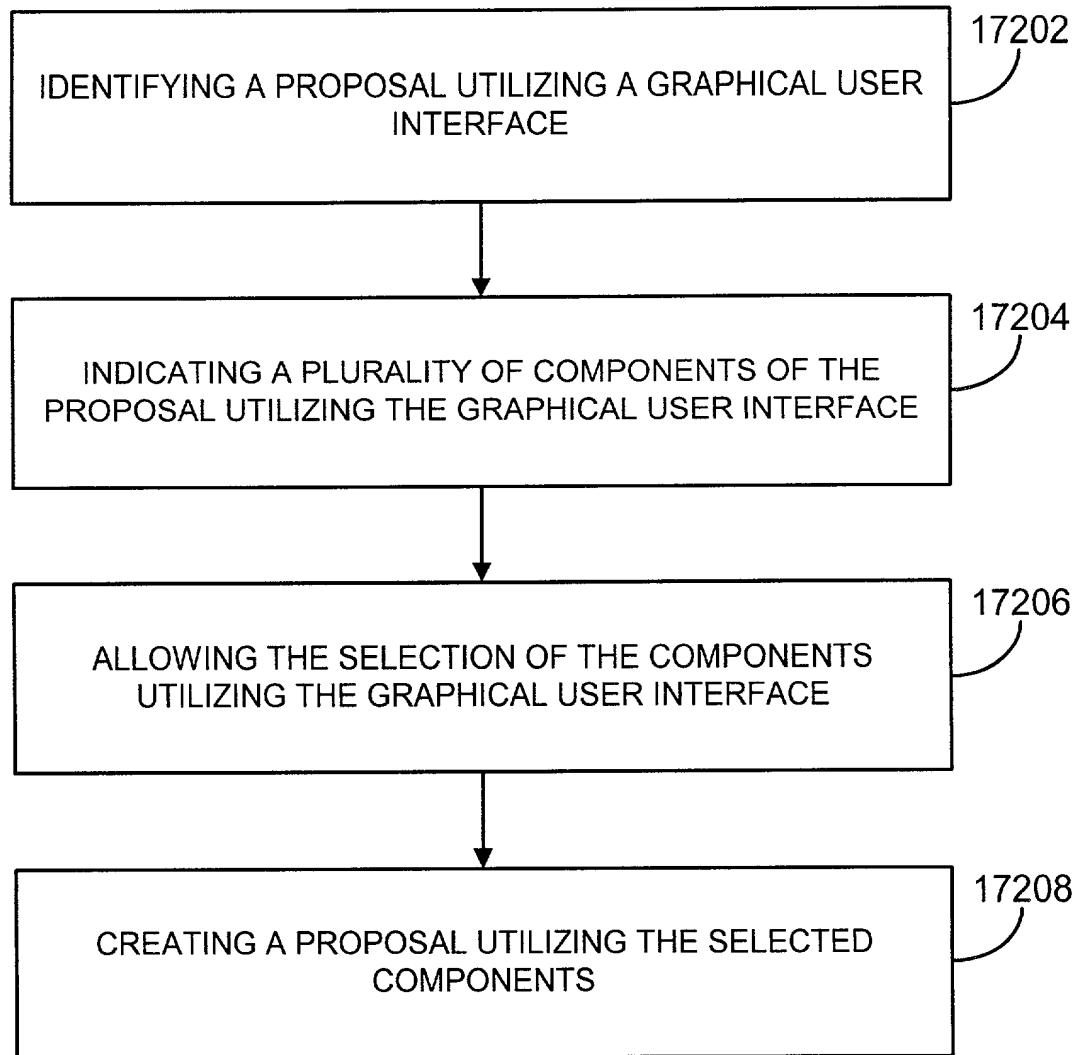 17202
IDENTIFYING A PROPOSAL UTILIZING A GRAPHICAL USER
INTERFACE
17204
INDICATING A PLURALITY OF COMPONENTS OF THE
PROPOSAL UTILIZING THE GRAPHICAL USER INTERFACE
17206
ALLOWING THE SELECTION OF THE COMPONENTS
UTILIZING THE GRAPHICAL USER INTERFACE
17208
CREATING A PROPOSAL UTILIZING THE SELECTED
COMPONENTS